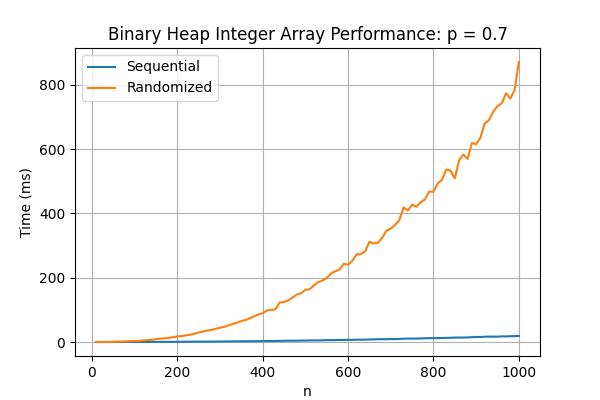 Binary Heap Integer Array Performance: p = 0.7
Sequential
Randomized
Time (ms)
800
600
400
200
0
0 200 400 600 800 1000
n